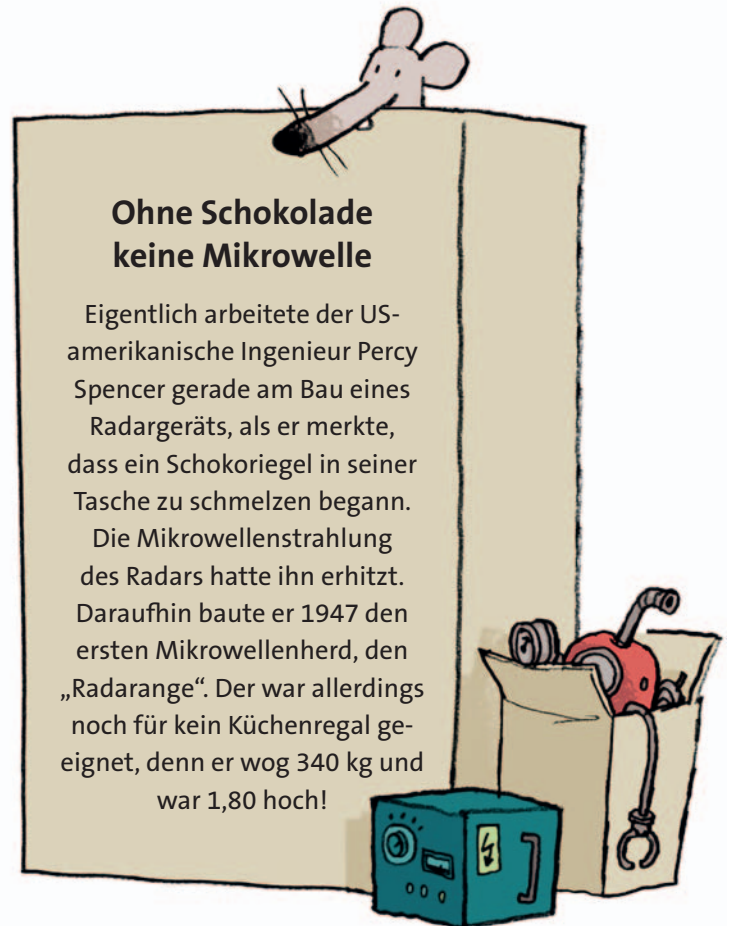 Ohne Schokolade
keine Mikrowelle
Eigentlich arbeitete der US-
amerikanische Ingenieur Percy
Spencer gerade am Bau eines
Radargeräts, als er merkte,
dass ein Schokoriegel in seiner
Tasche zu schmelzen begann.
Die Mikrowellenstrahlung
des Radars hatte ihn erhitzt.
Daraufhin baute er 1947 den
ersten Mikrowellenherd, den
„Radarange“. Der war allerdings
noch für kein Küchenregal ge-
eignet, denn er wog 340 kg und
war 1,80 hoch!